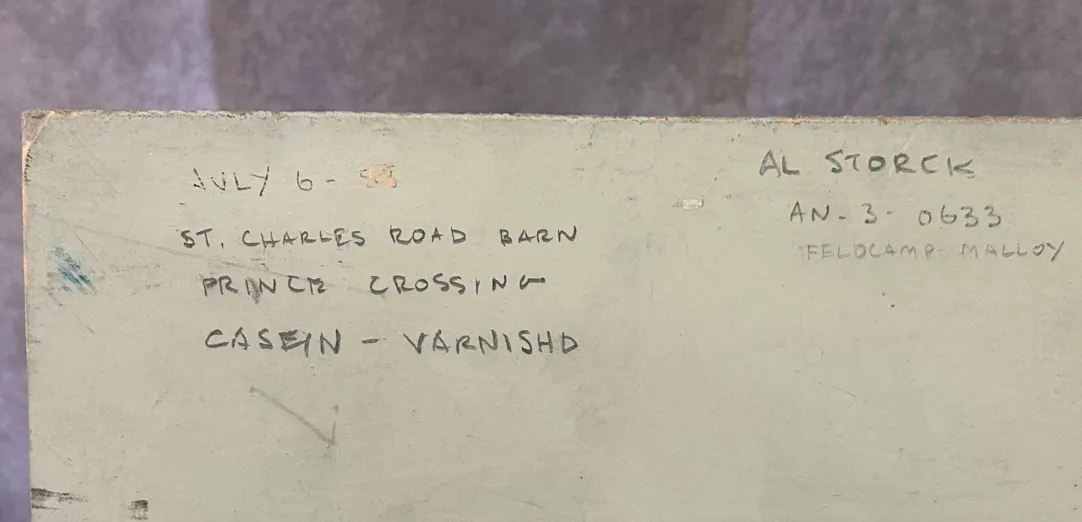 JULY 6 -
ST. CHARLES ROAD BARN
PRINCE CROSSING
CASEIN - VARNISHD
AL STORCK
AN-3-0633
FELDCAMP-MALLOY